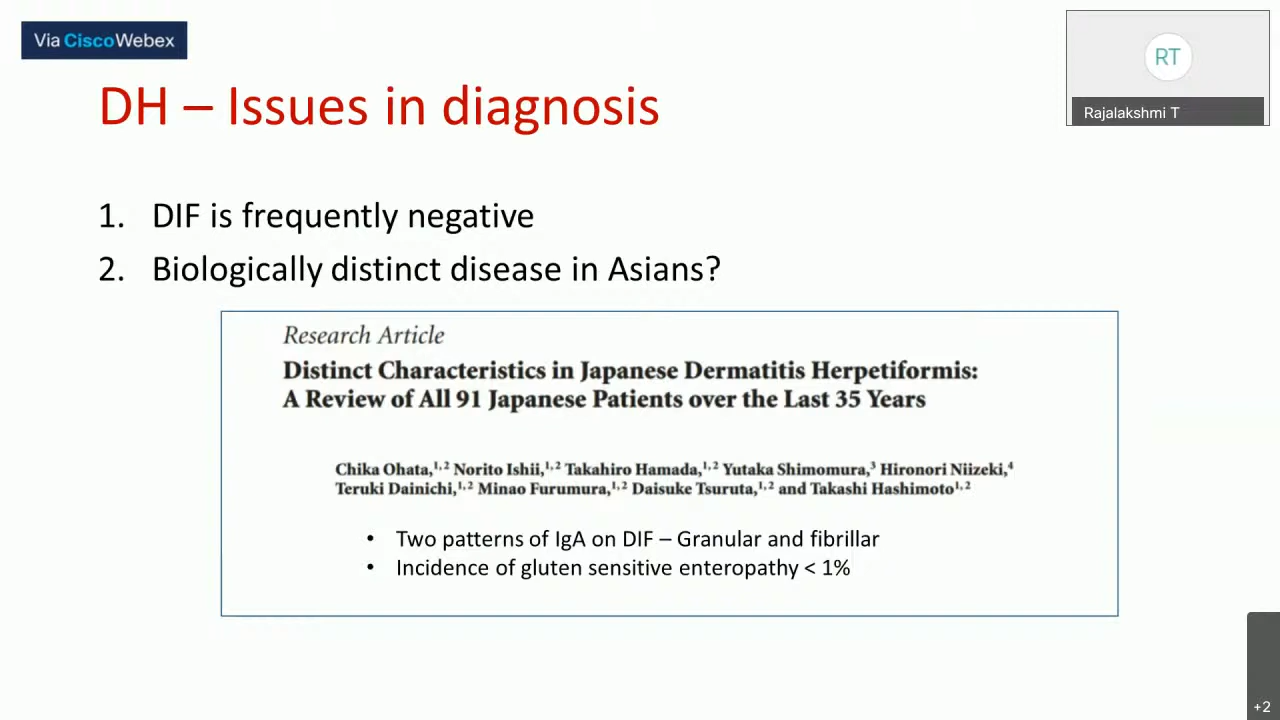 Via CiscoWebex
RT
Rajalakshmi T
DH – Issues in diagnosis
1. DIF is frequently negative
2. Biologically distinct disease in Asians?
Research Article
Distinct Characteristics in Japanese Dermatitis Herpetiformis:
A Review of All 91 Japanese Patients over the Last 35 Years
Chika Ohata,1,2 Norito Ishii,1,2 Takahiro Hamada,1,2 Yutaka Shimomura,3 Hironori Niizeki,4
Teruki Dainichi,1,2 Minao Furumura,1,2 Daisuke Tsuruta,1,2 and Takashi Hashimoto1,2
• Two patterns of IgA on DIF – Granular and fibrillar
• Incidence of gluten sensitive enteropathy < 1%
+2